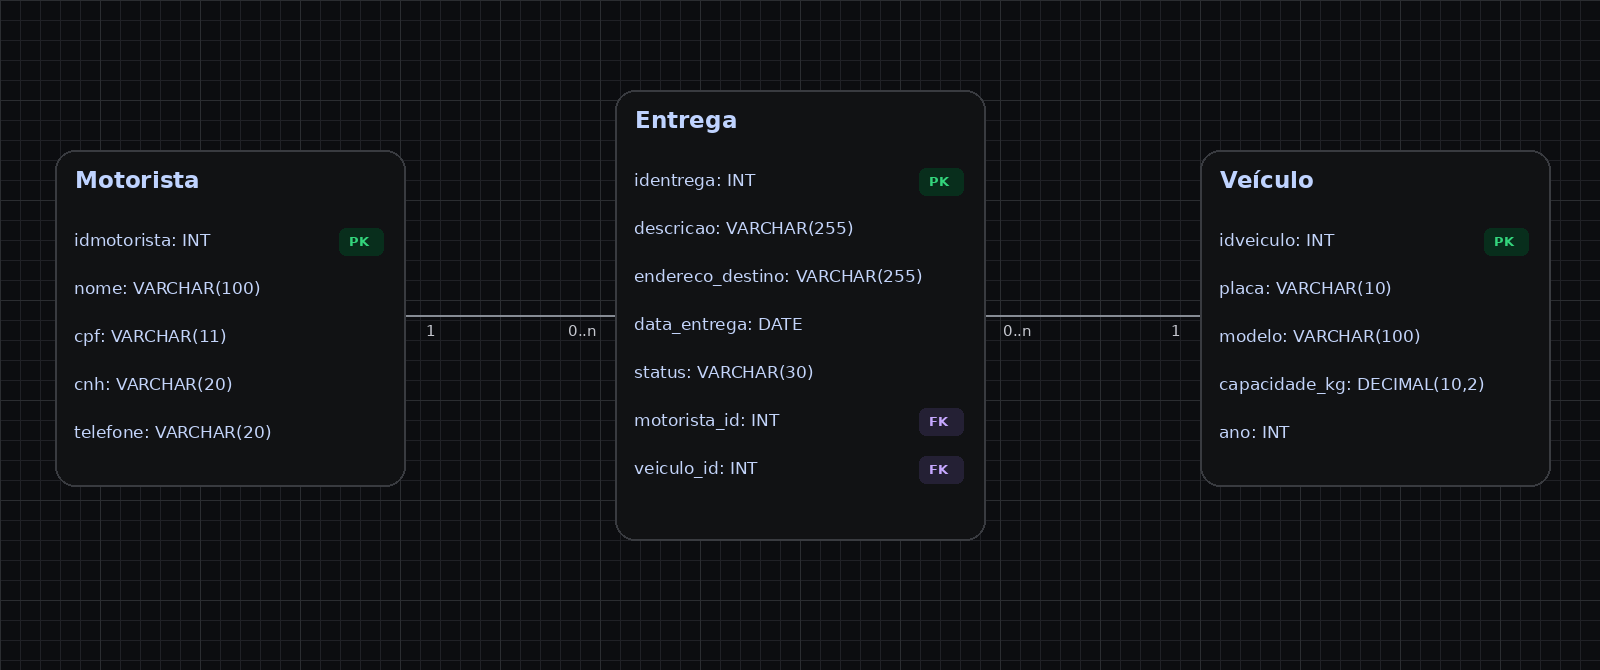 Motorista
idmotorista: INT PK
nome: VARCHAR(100)
cpf: VARCHAR(11)
cnh: VARCHAR(20)
telefone: VARCHAR(20)
1
0..n
Entrega
identrega: INT PK
descricao: VARCHAR(255)
endereco_destino: VARCHAR(255)
data_entrega: DATE
status: VARCHAR(30)
motorista_id: INT FK
veiculo_id: INT FK
0..n
1
Veículo
idveiculo: INT PK
placa: VARCHAR(10)
modelo: VARCHAR(100)
capacidade_kg: DECIMAL(10,2)
ano: INT